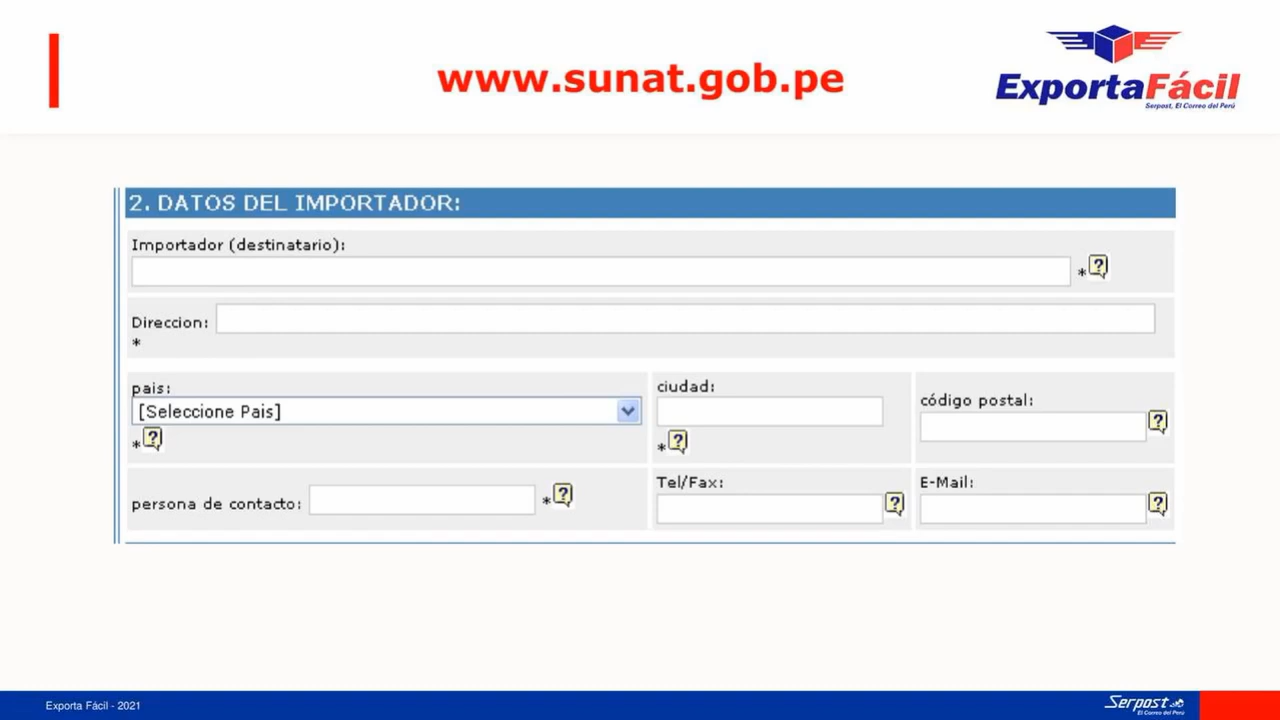 www.sunat.gob.pe
ExportaFácil
Serpost, El Correo del Perú
2. DATOS DEL IMPORTADOR:
Importador (destinatario):
*?
Direccion:
*
pais:
[Seleccione Pais]
*?
ciudad:
*?
código postal:
?
persona de contacto:
*?
Tel/Fax:
?
E-Mail:
?
Exporta Fácil - 2021
Serpost
El Correo del Perú